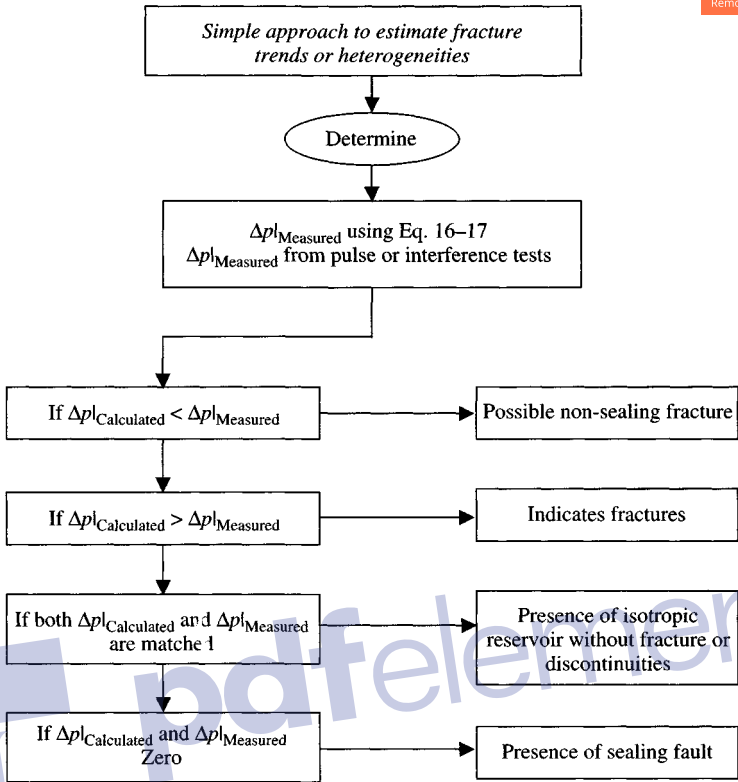 Remo
Simple approach to estimate fracture
trends or heterogeneities
Determine
Δp|Measured using Eq. 16–17
Δp|Measured from pulse or interference tests
If Δp|Calculated < Δp|Measured
Possible non-sealing fracture
If Δp|Calculated > Δp|Measured
Indicates fractures
If both Δp|Calculated and Δp|Measured
are matched
Presence of isotropic
reservoir without fracture or
discontinuities
If Δp|Calculated and Δp|Measured
Zero
Presence of sealing fault
pdfelemen